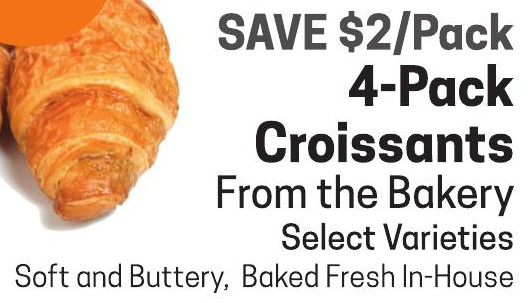 SAVE $2/Pack
4-Pack
Croissants
From the Bakery
Select Varieties
Soft and Buttery, Baked Fresh In-House